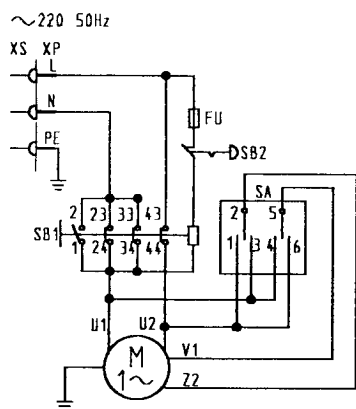 ~220 50Hz
XS XP
L
N
PE
FU
SB2
SA
2 5
1 3 4 6
2 23 33 43
SB1
1 24 34 44
U1 U2
V1
Z2
M
1~